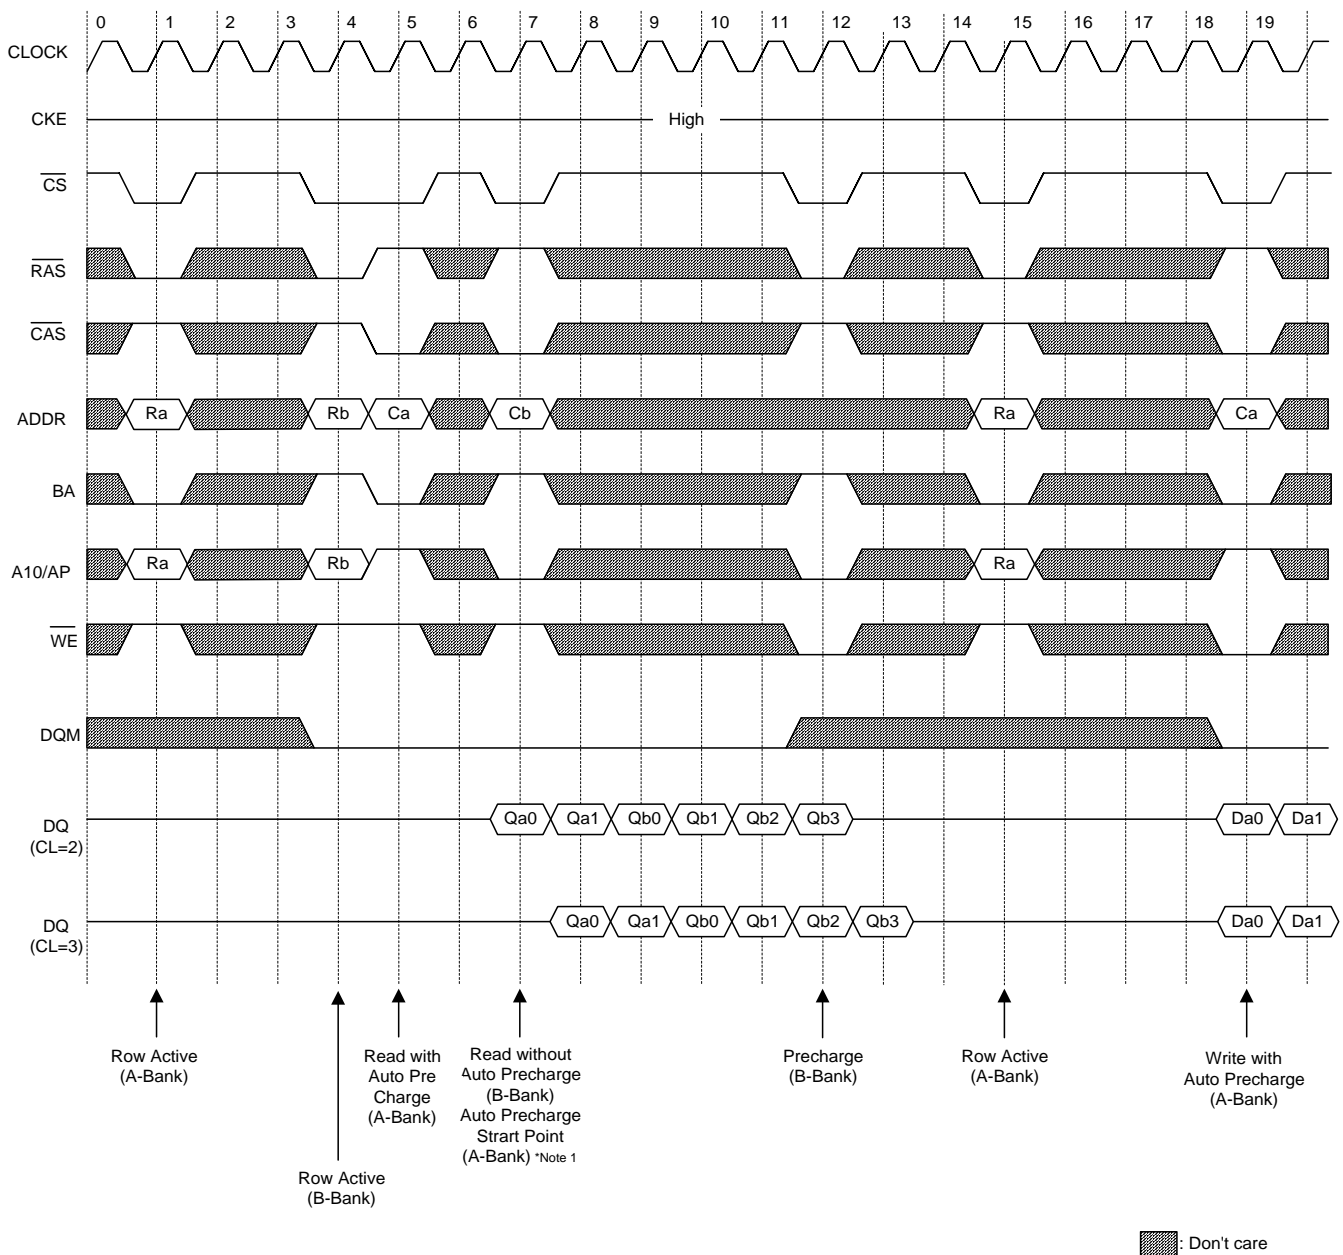 0 1 2 3 4 5 6 7 8 9 10 11 12 13 14 15 16 17 18 19
CLOCK
CKE High
CS
RAS
CAS
ADDR Ra Rb Ca Cb Ra Ca
BA
A10/AP Ra Rb Ra
WE
DQM
DQ
(CL=2)
Qa0 Qa1 Qb0 Qb1 Qb2 Qb3 Da0 Da1
DQ
(CL=3)
Qa0 Qa1 Qb0 Qb1 Qb2 Qb3 Da0 Da1
Row Active
(A-Bank)
Row Active
(B-Bank)
Read with
Auto Pre
Charge
(A-Bank)
Read without
Auto Precharge
(B-Bank)
Auto Precharge
Strart Point
(A-Bank) *Note 1
Precharge
(B-Bank)
Row Active
(A-Bank)
Write with
Auto Precharge
(A-Bank)
: Don't care